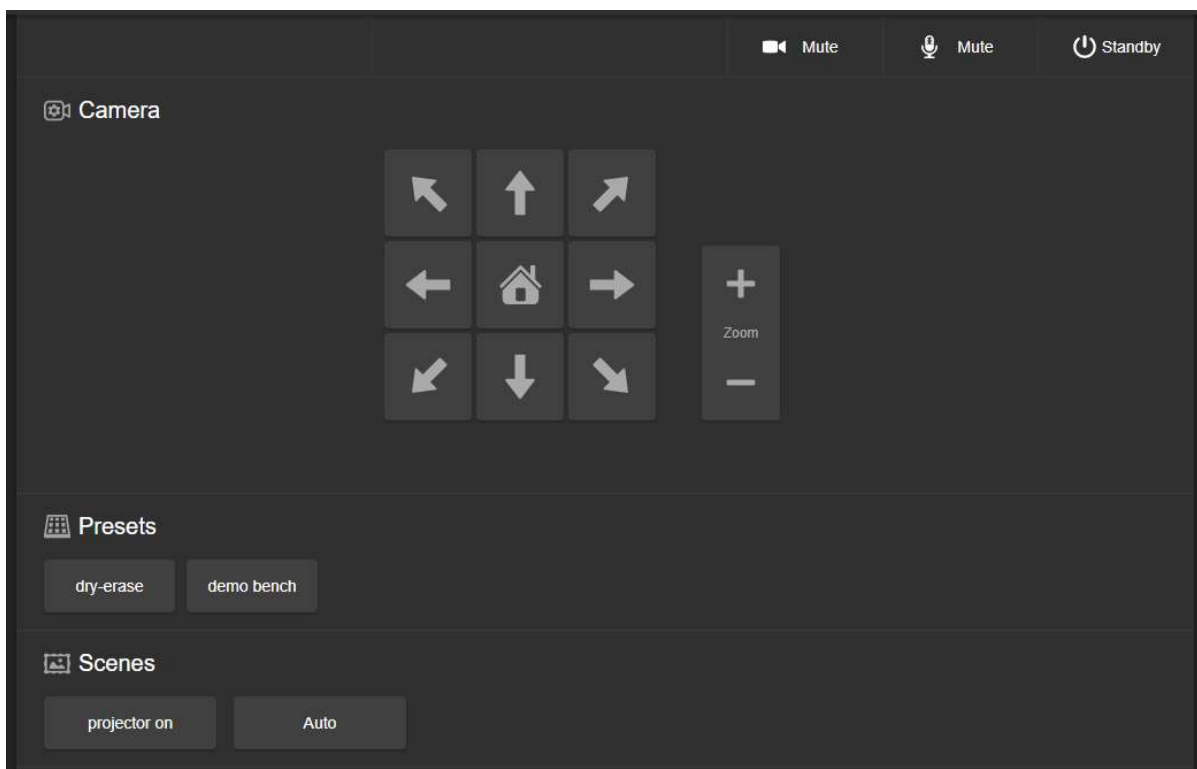 Mute Mute Standby
Camera
Zoom
Presets
dry-erase demo bench
Scenes
projector on Auto